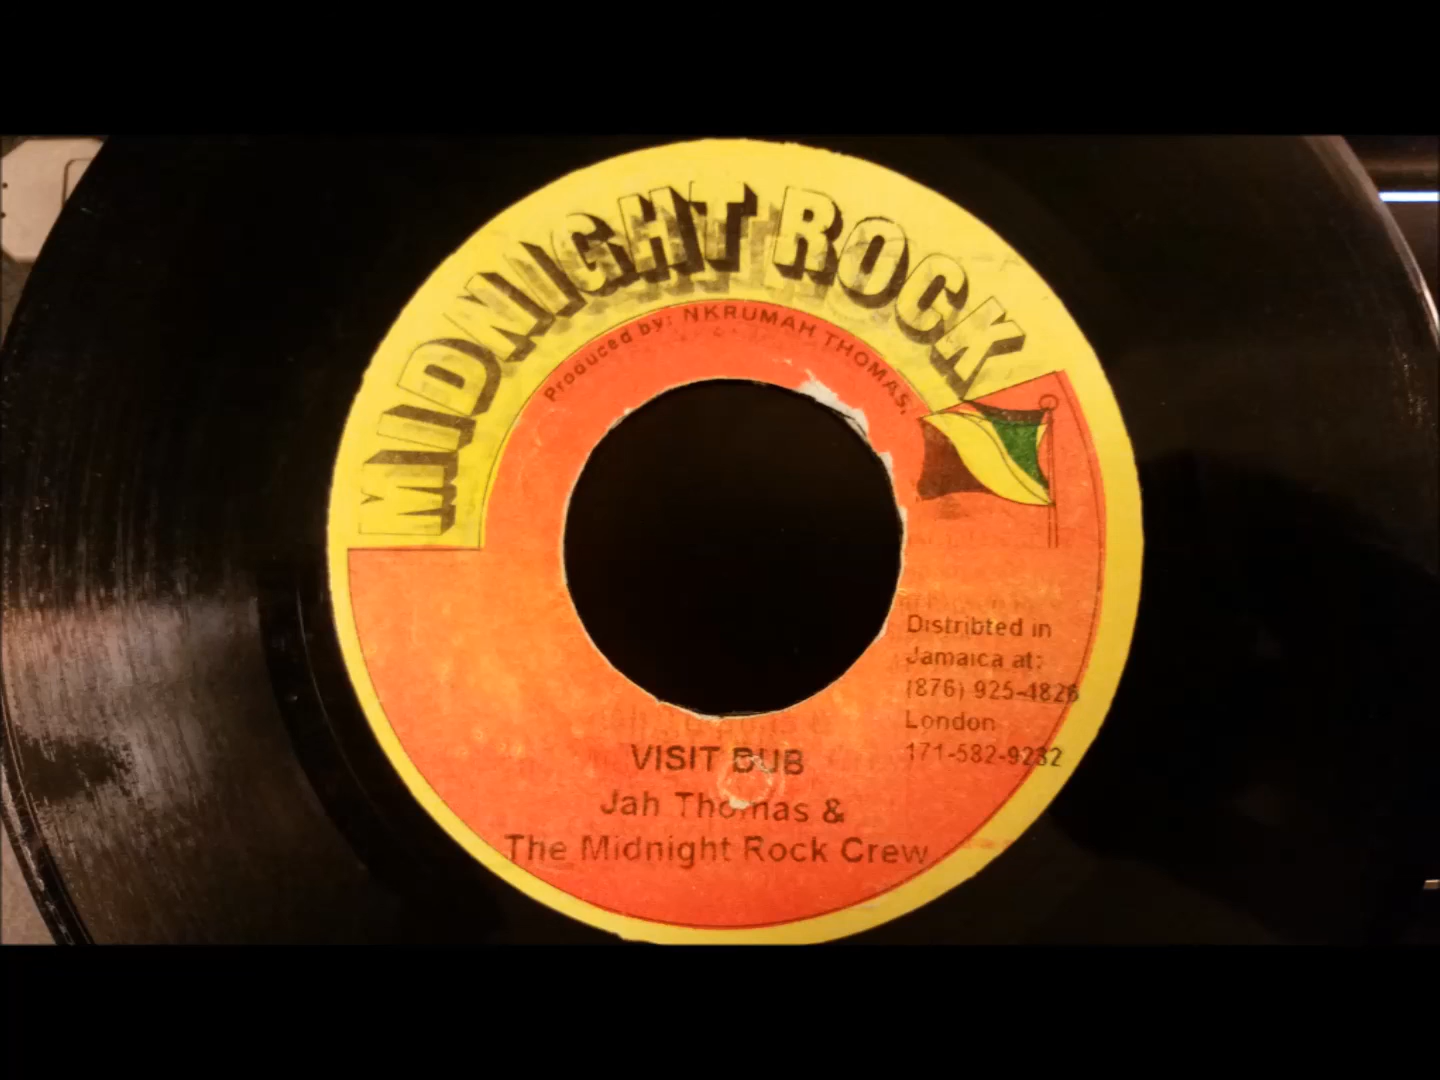 MIDNIGHT ROCK
Produced by: NKRUMAH THOMAS.
Distribted in
Jamaica at:
(876) 925-4826
London
171-582-9232
VISIT BUB
Jah Thomas &
The Midnight Rock Crew